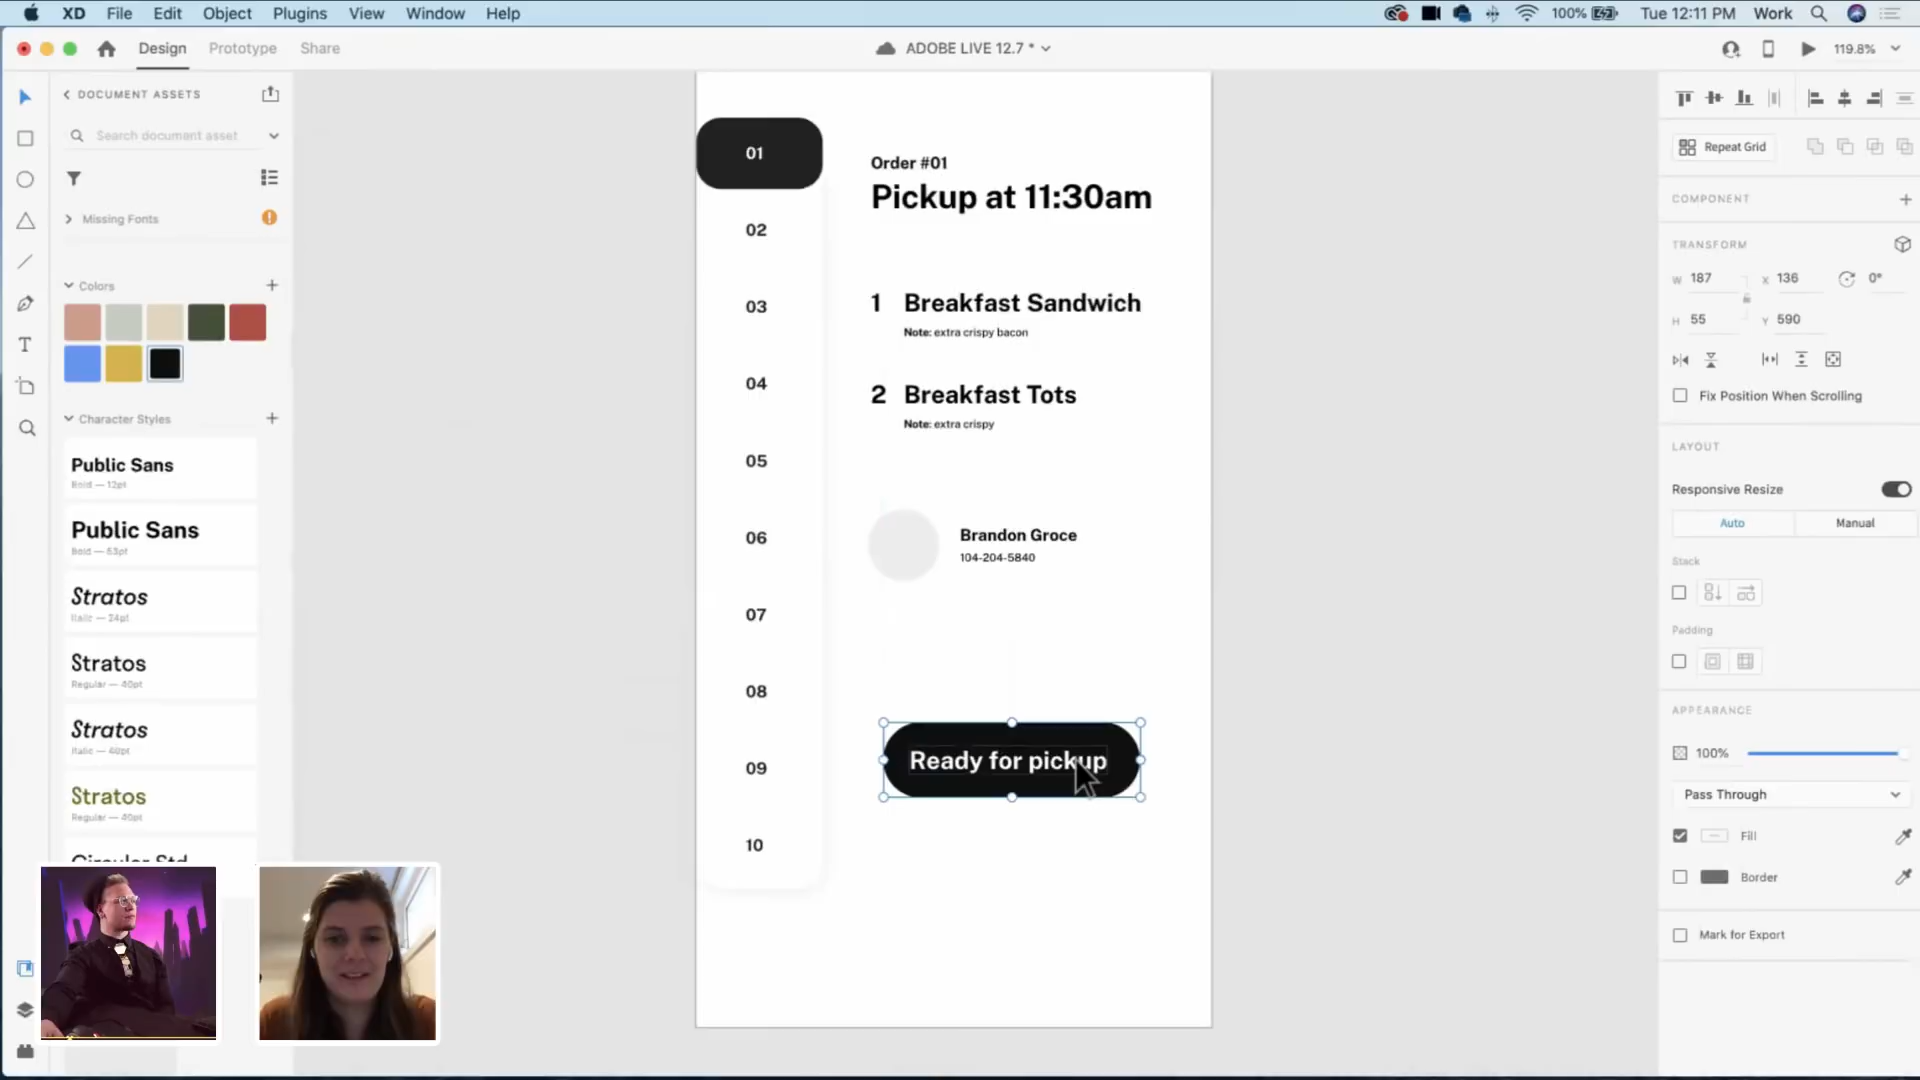 XD File Edit Object Plugins View Window Help
100% Tue 12:11 PM Work
Design Prototype Share
ADOBE LIVE 12.7 *
119.8%
DOCUMENT ASSETS
Search document asset
Missing Fonts
Colors
Character Styles
Public Sans
Bold — 12pt
Public Sans
Bold — 53pt
Stratos
Italic — 24pt
Stratos
Regular — 40pt
Stratos
Italic — 40pt
Stratos
Regular — 40pt
Circular Std
01
02
03
04
05
06
07
08
09
10
Order #01
Pickup at 11:30am
1 Breakfast Sandwich
Note: extra crispy bacon
2 Breakfast Tots
Note: extra crispy
Brandon Groce
104-204-5840
Ready for pickup
Repeat Grid
COMPONENT
TRANSFORM
W 187 X 136 0°
H 55 Y 590
Fix Position When Scrolling
LAYOUT
Responsive Resize
Auto Manual
Stack
Padding
APPEARANCE
100%
Pass Through
Fill
Border
Mark for Export